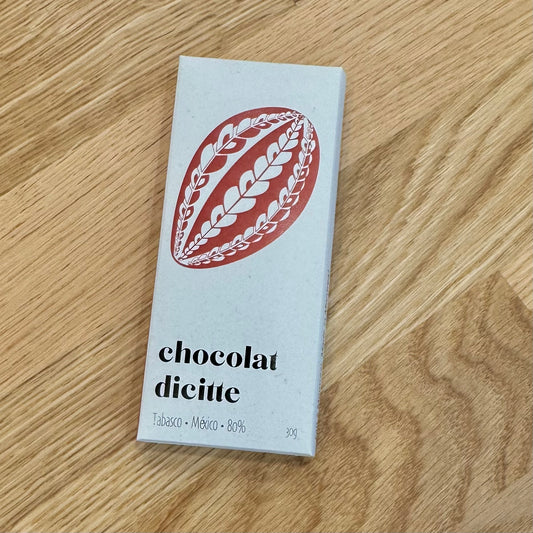 chocolat
dicitte
Tabasco • México • 80%
30g